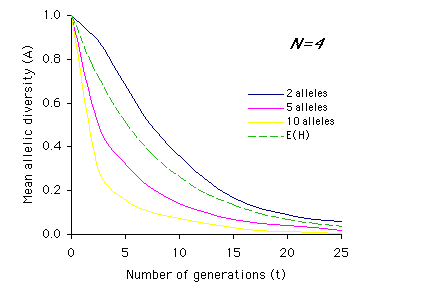 N=4
Mean allelic diversity (A)
1.0
0.8
0.6
0.4
0.2
0.0
2 alleles
5 alleles
10 alleles
E(H)
0 5 10 15 20 25
Number of generations (t)